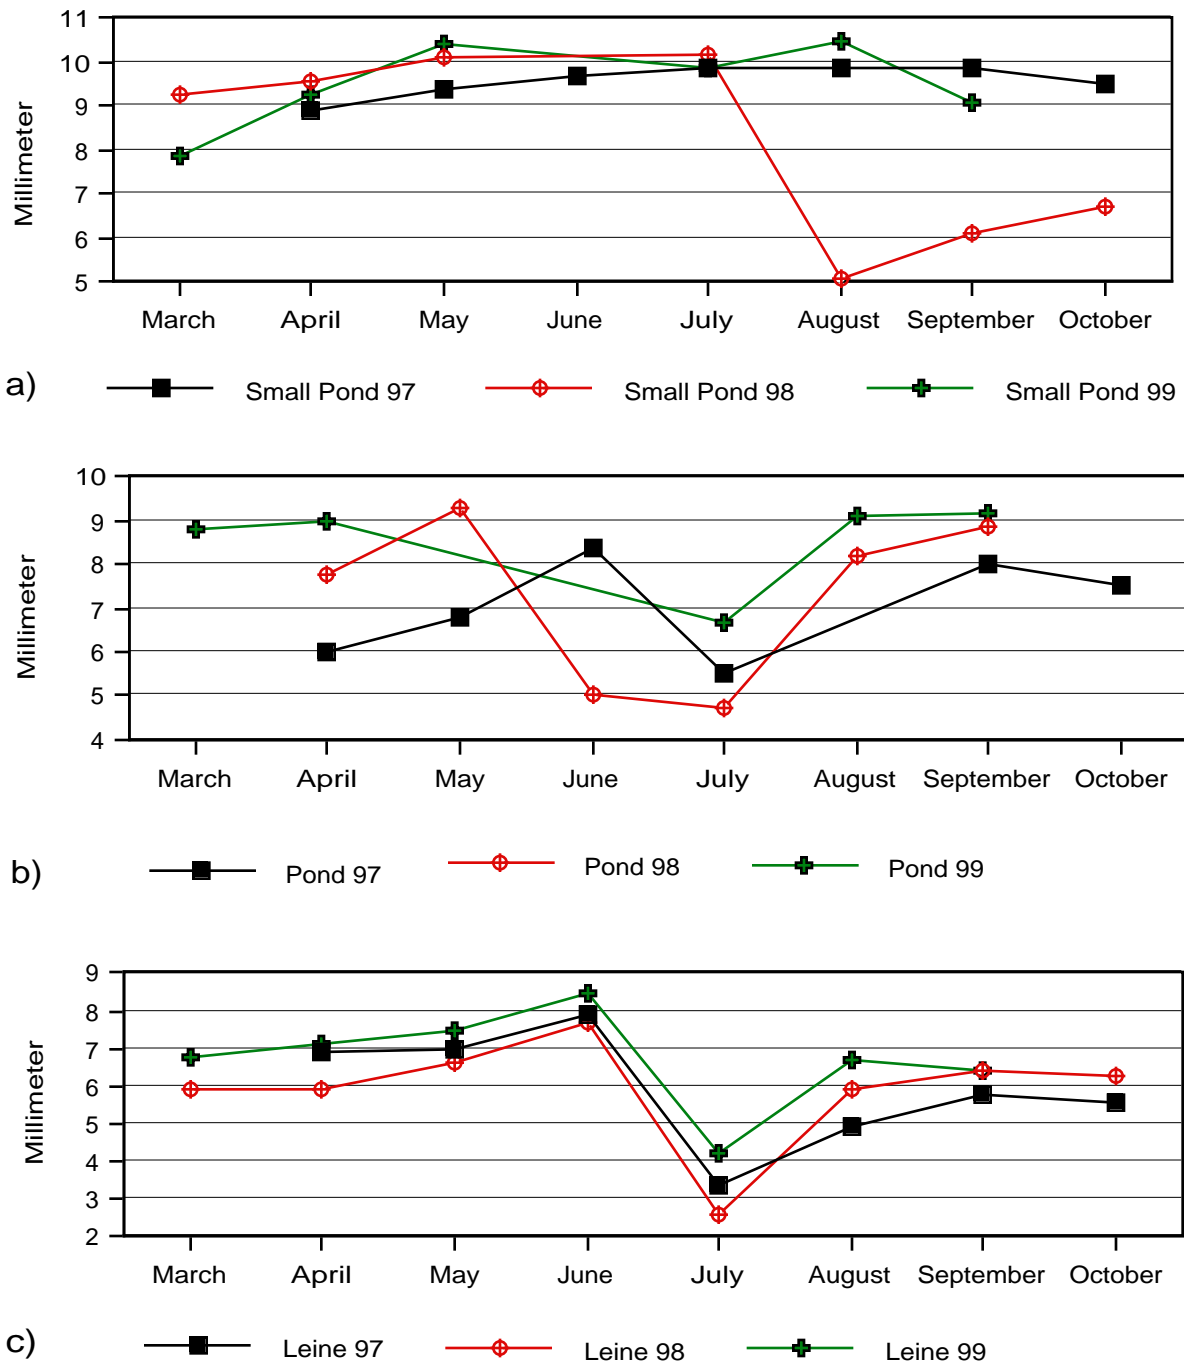 11
10
9
8
7
6
5
Millimeter
March April May June July August September October
a) Small Pond 97 Small Pond 98 Small Pond 99
10
9
8
7
6
5
4
Millimeter
March April May June July August September October
b) Pond 97 Pond 98 Pond 99
9
8
7
6
5
4
3
2
Millimeter
March April May June July August September October
c) Leine 97 Leine 98 Leine 99